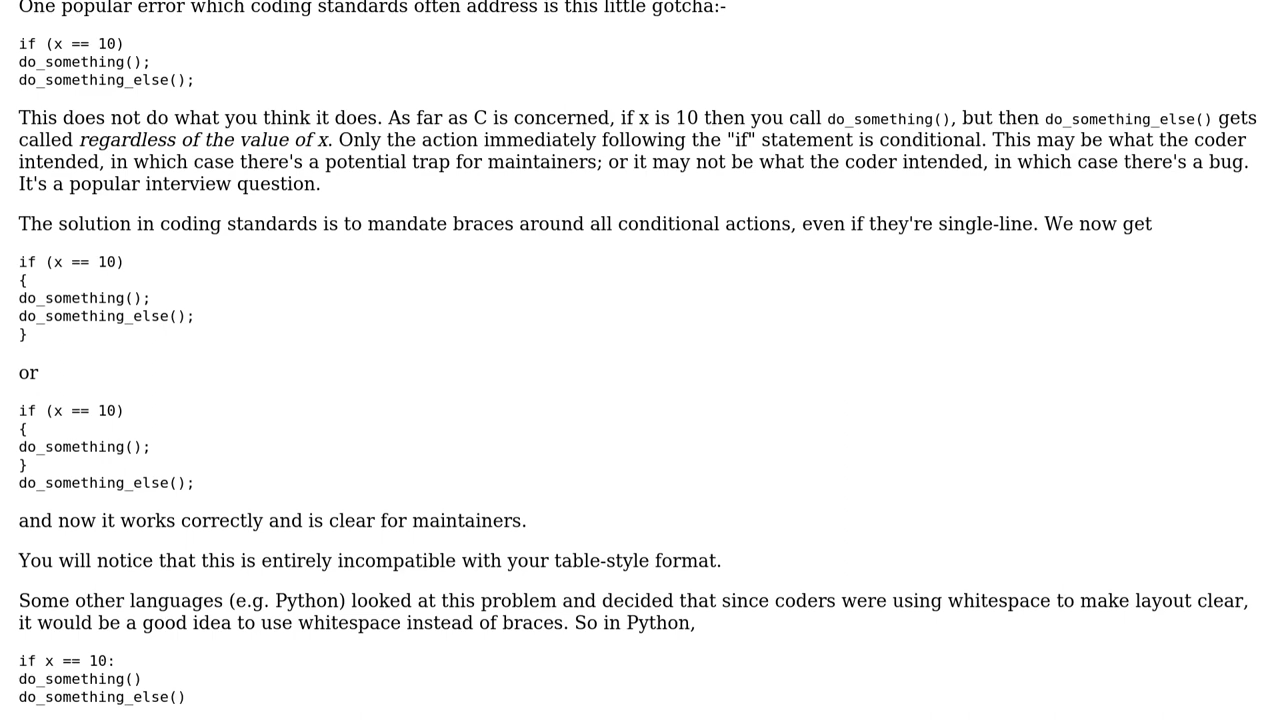 One popular error which coding standards often address is this little gotcha:-
if (x == 10)
do_something();
do_something_else();
This does not do what you think it does. As far as C is concerned, if x is 10 then you call do_something(), but then do_something_else() gets
called regardless of the value of x. Only the action immediately following the "if" statement is conditional. This may be what the coder
intended, in which case there's a potential trap for maintainers; or it may not be what the coder intended, in which case there's a bug.
It's a popular interview question.
The solution in coding standards is to mandate braces around all conditional actions, even if they're single-line. We now get
if (x == 10)
{
do_something();
do_something_else();
}
or
if (x == 10)
{
do_something();
}
do_something_else();
and now it works correctly and is clear for maintainers.
You will notice that this is entirely incompatible with your table-style format.
Some other languages (e.g. Python) looked at this problem and decided that since coders were using whitespace to make layout clear,
it would be a good idea to use whitespace instead of braces. So in Python,
if x == 10:
do_something()
do_something_else()